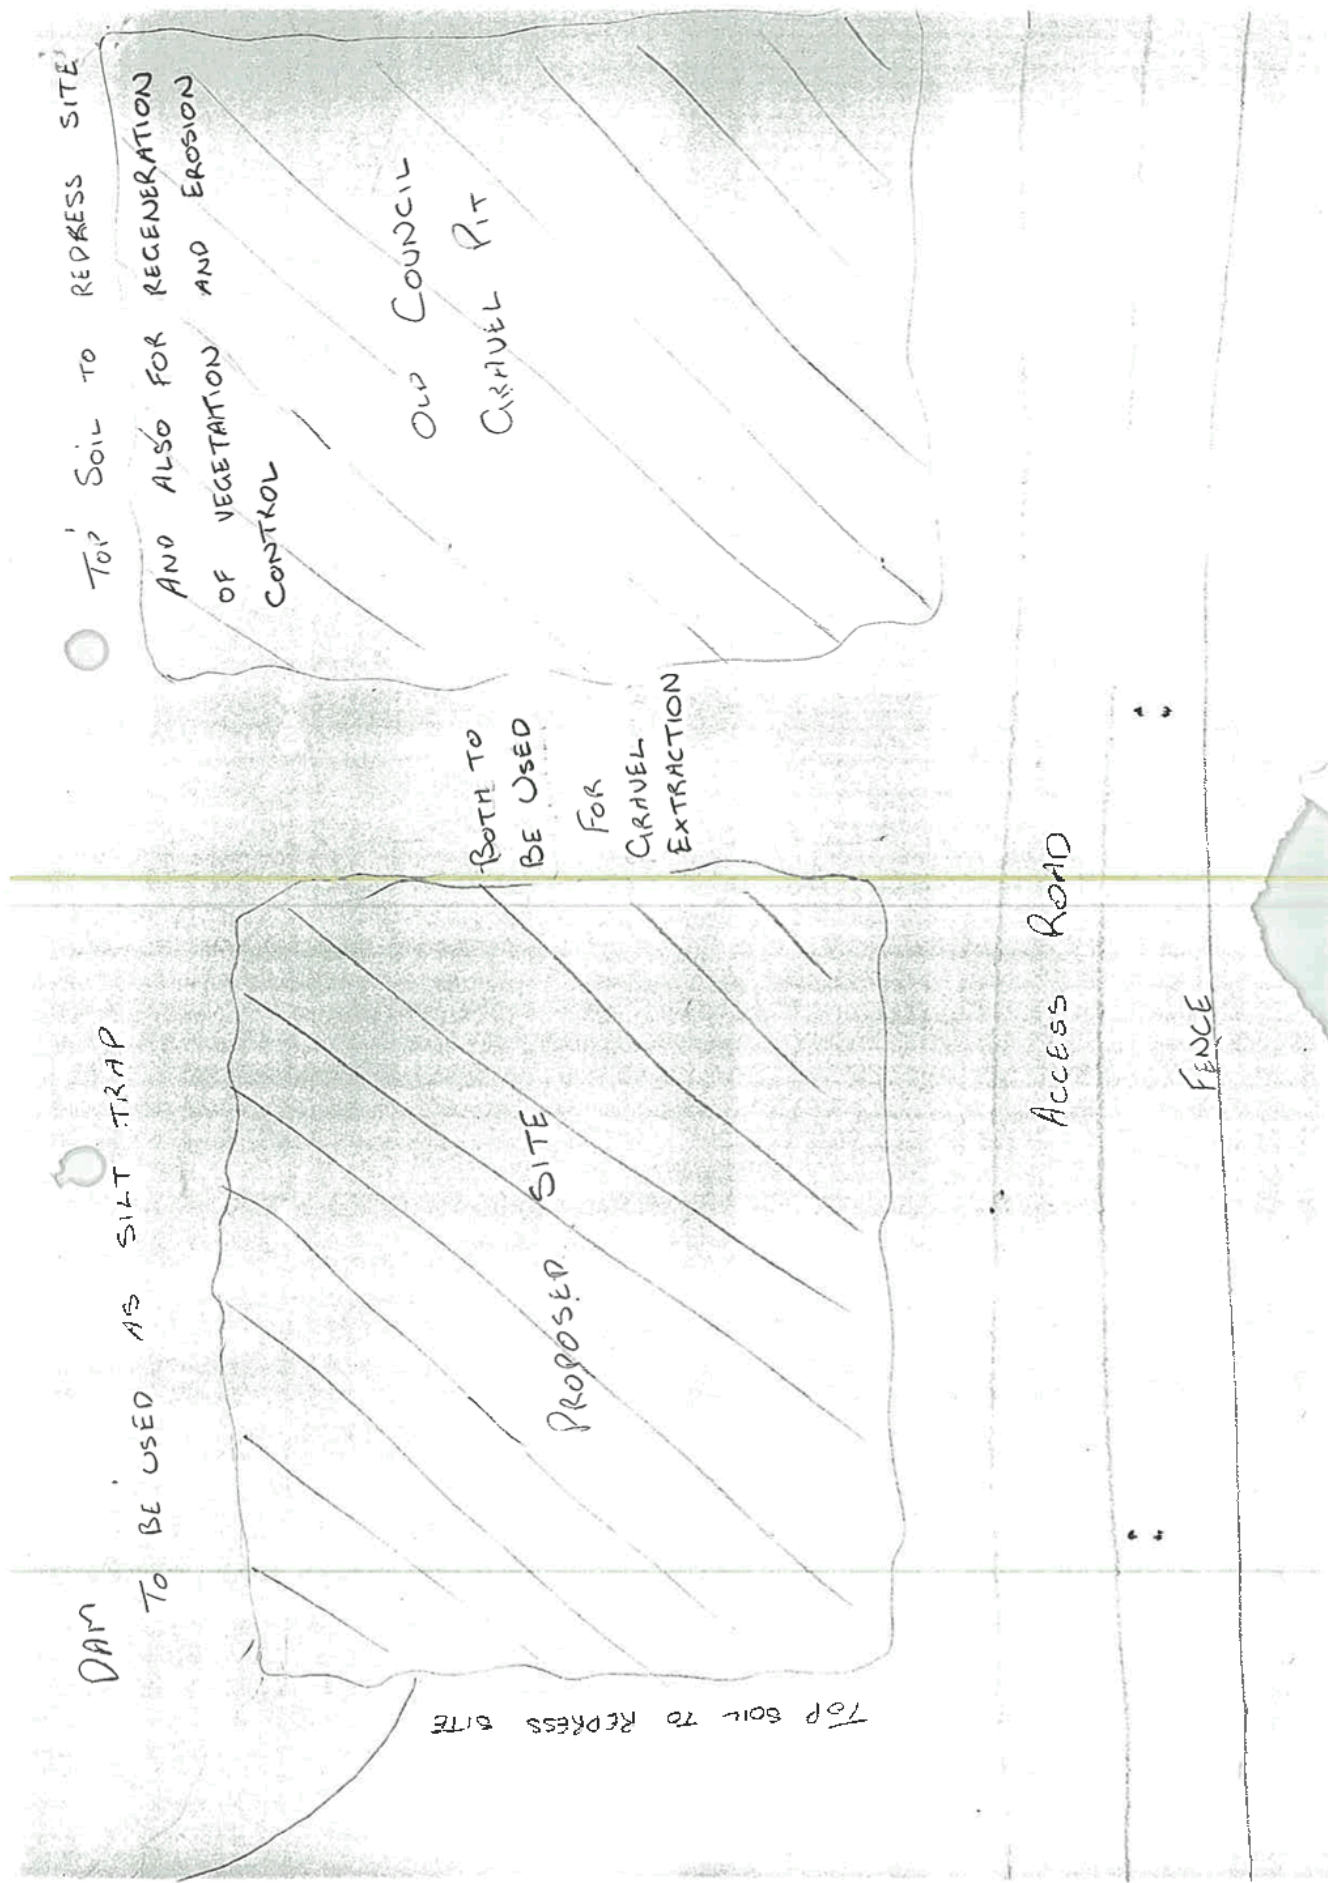 DAM
TO BE USED AS SILT TRAP
TOP SOIL TO REDRESS SITE
AND ALSO FOR REGENERATION
OF VEGETATION AND EROSION
CONTROL
OLD COUNCIL
GRAVEL PIT
BOTH TO
BE USED
FOR
GRAVEL
EXTRACTION
PROPOSED SITE
TOP SOIL TO REDRESS SITE
ACCESS ROAD
FENCE